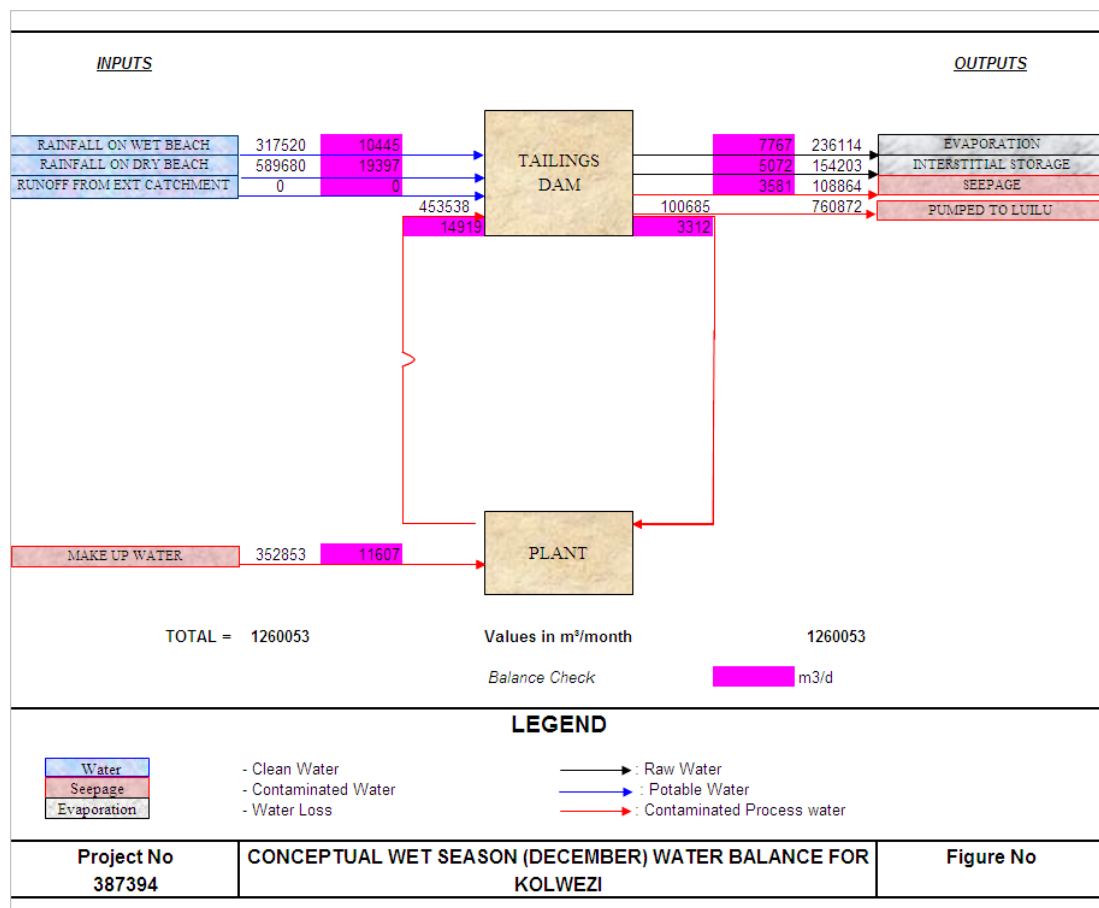 INPUTS OUTPUTS
RAINFALL ON WET BEACH 317520 10445 7767 236114 EVAPORATION
RAINFALL ON DRY BEACH 589680 19397 TAILINGS DAM 5072 154203 INTERSTITIAL STORAGE
RUNOFF FROM EXT CATCHMENT 0 0 3581 108864 SEEPAGE
453538 100685 760872 PUMPED TO LUILU
14919 3312
MAKE UP WATER 352853 11607 PLANT
TOTAL = 1260053 Values in m³/month 1260053
Balance Check m3/d
LEGEND
Water - Clean Water : Raw Water
Seepage - Contaminated Water : Potable Water
Evaporation - Water Loss : Contaminated Process water
Project No CONCEPTUAL WET SEASON (DECEMBER) WATER BALANCE FOR Figure No
387394 KOLWEZI